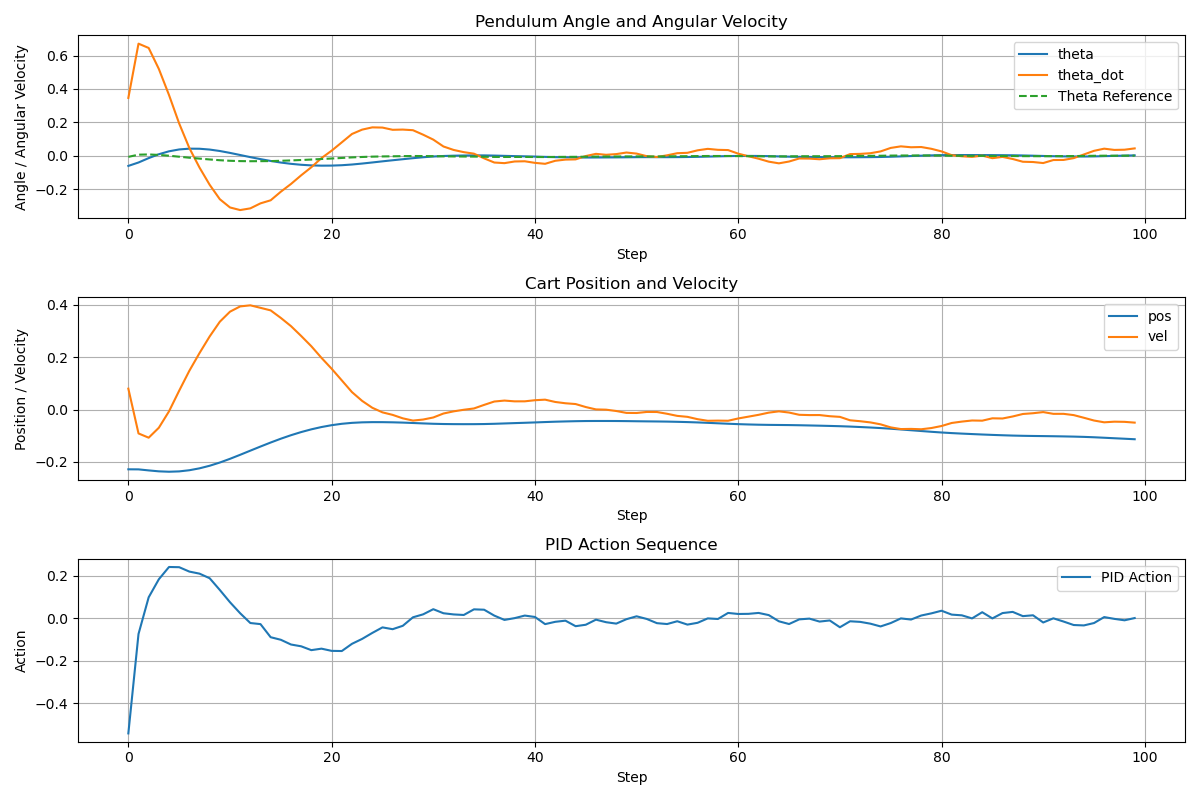 Pendulum Angle and Angular Velocity
Angle / Angular Velocity
0.6
0.4
0.2
0.0
−0.2
theta
theta_dot
Theta Reference
0 20 40 60 80 100
Step
Cart Position and Velocity
Position / Velocity
0.4
0.2
0.0
−0.2
pos
vel
0 20 40 60 80 100
Step
PID Action Sequence
Action
0.2
0.0
−0.2
−0.4
PID Action
0 20 40 60 80 100
Step